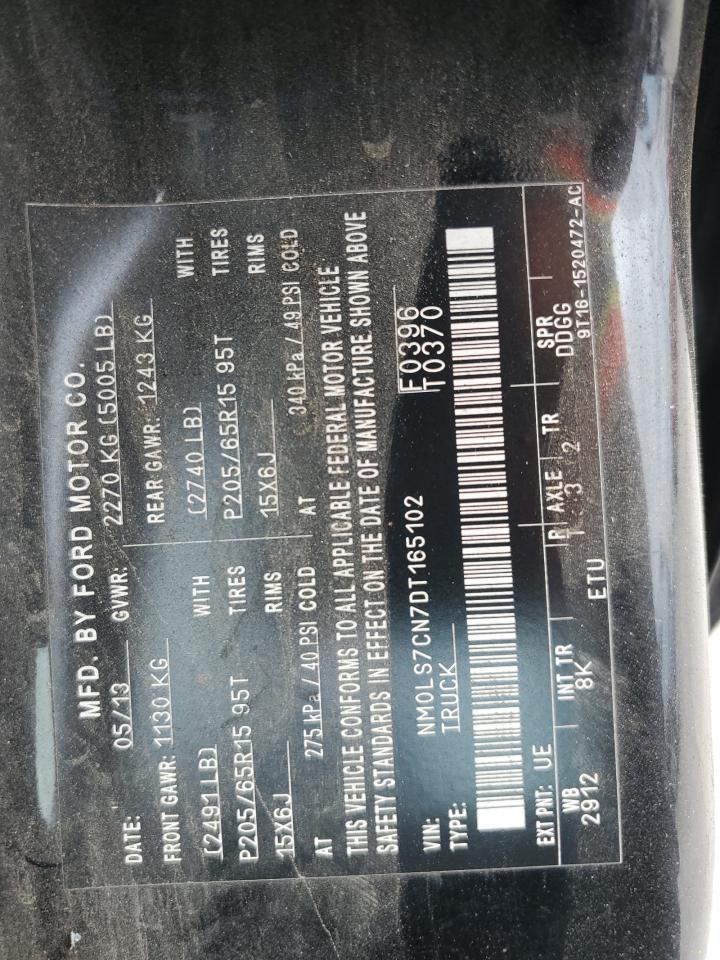 MFD. BY FORD MOTOR CO.
DATE: 05/13 GVWR: 2270 KG (5005 LB)
FRONT GAWR: 1130 KG REAR GAWR: 1243 KG
(2491 LB) WITH (2740 LB) WITH
P205/65R15 95T TIRES P205/65R15 95T TIRES
15X6J RIMS 15X6J RIMS
AT 275 kPa / 40 PSI COLD AT 340 kPa / 49 PSI COLD
THIS VEHICLE CONFORMS TO ALL APPLICABLE FEDERAL MOTOR VEHICLE
SAFETY STANDARDS IN EFFECT ON THE DATE OF MANUFACTURE SHOWN ABOVE
VIN: NM0LS7CN7DT165102 F0396
TYPE: TRUCK T0370
EXT PNT: UE R AXLE TR SPR
WB INT TR 1 3 2 DDGG
2912 8K 9T16-1520472-AC
ETU